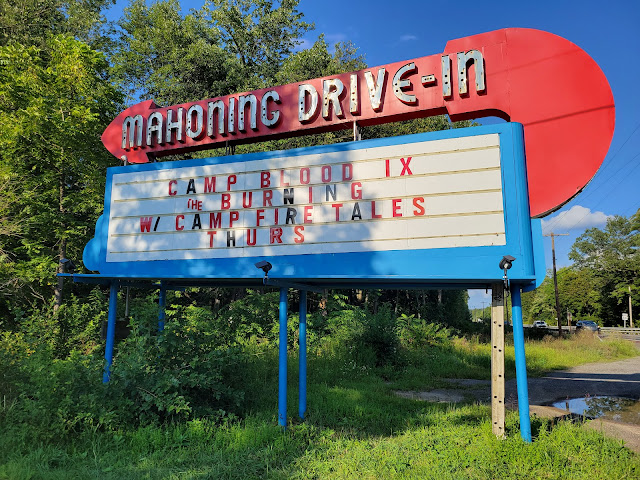 MAHONING DRIVE-IN
CAMP BLOOD IX
THE BURNING
W/ CAMPFIRE TALES
THURS